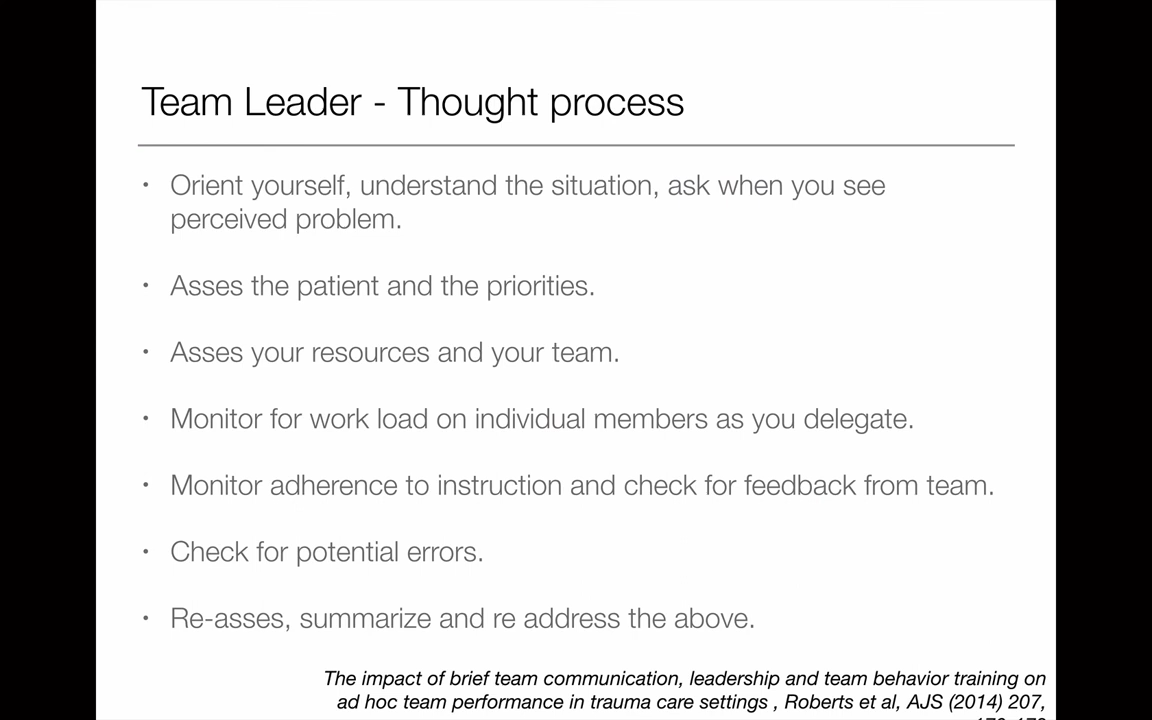 Team Leader - Thought process
• Orient yourself, understand the situation, ask when you see
perceived problem.
• Asses the patient and the priorities.
• Asses your resources and your team.
• Monitor for work load on individual members as you delegate.
• Monitor adherence to instruction and check for feedback from team.
• Check for potential errors.
• Re-asses, summarize and re address the above.
The impact of brief team communication, leadership and team behavior training on
ad hoc team performance in trauma care settings , Roberts et al, AJS (2014) 207,